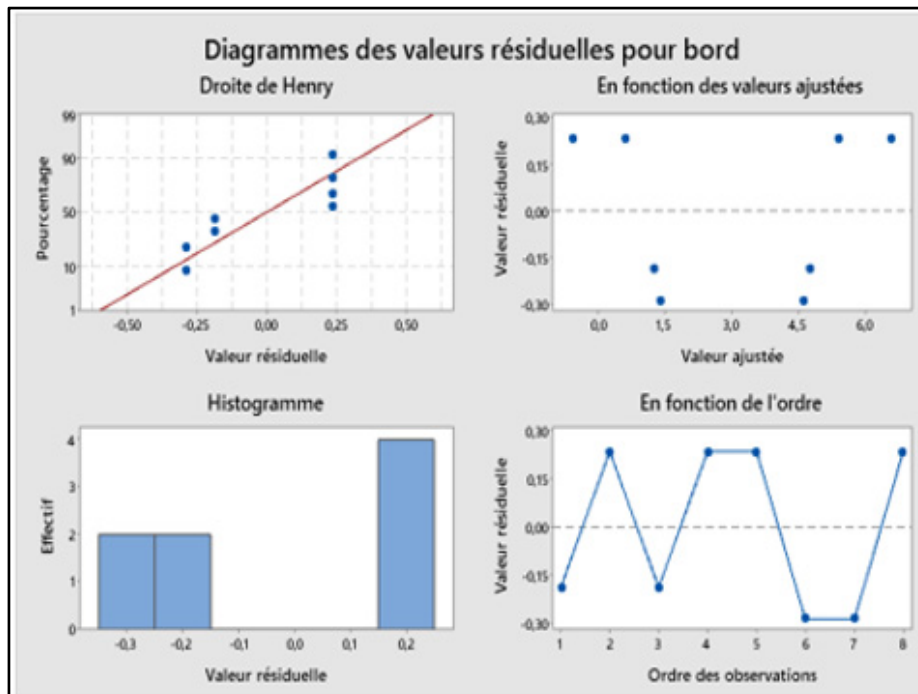 Diagrammes des valeurs résiduelles pour bord
Droite de Henry
99
90
50
10
1
Pourcentage
-0,50 -0,25 0,00 0,25 0,50
Valeur résiduelle
En fonction des valeurs ajustées
0,30
0,15
0,00
-0,15
-0,30
Valeur résiduelle
0,0 1,5 3,0 4,5 6,0
Valeur ajustée
Histogramme
4
3
2
1
0
Effectif
-0,3 -0,2 -0,1 0,0 0,1 0,2
Valeur résiduelle
En fonction de l'ordre
0,30
0,15
0,00
-0,15
-0,30
Valeur résiduelle
1 2 3 4 5 6 7 8
Ordre des observations